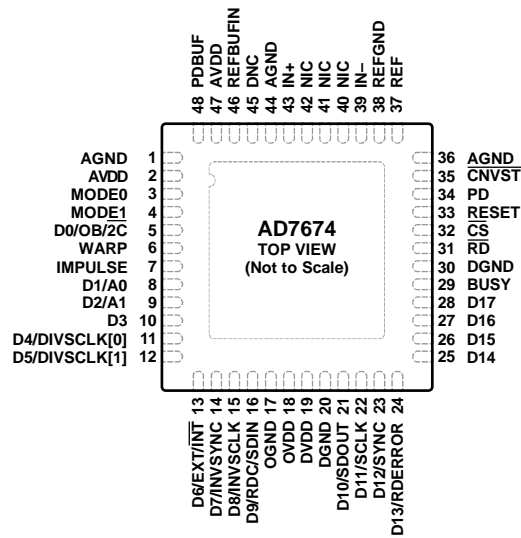 48 PDBUF
47 AVDD
46 REFBUFIN
45 DNC
44 AGND
43 IN+
42 NIC
41 NIC
40 NIC
39 IN–
38 REFGND
37 REF
AGND 1
AVDD 2
MODE0 3
MODE1 4
D0/OB/2C 5
WARP 6
IMPULSE 7
D1/A0 8
D2/A1 9
D3 10
D4/DIVSCLK[0] 11
D5/DIVSCLK[1] 12
AD7674
TOP VIEW
(Not to Scale)
36 AGND
35 CNVST
34 PD
33 RESET
32 CS
31 RD
30 DGND
29 BUSY
28 D17
27 D16
26 D15
25 D14
D6/EXT/INT 13
D7/INVSYNC 14
D8/INVSCLK 15
D9/RDC/SDIN 16
OGND 17
OVDD 18
DVDD 19
DGND 20
D10/SDOUT 21
D11/SCLK 22
D12/SYNC 23
D13/RDERROR 24